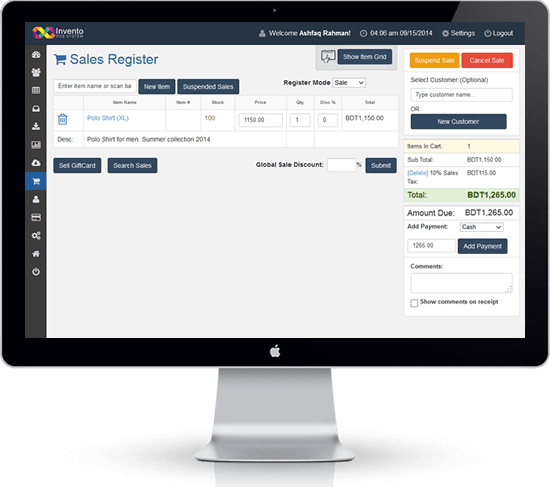 Invento
POS SYSTEM
Welcome Ashfaq Rahman!
04:06 am 09/15/2014
Settings
Logout
Sales Register
Show Item Grid
Enter item name or scan ba
New Item
Suspended Sales
Register Mode
Sale
Item Name
Item #
Stock
Price
Qty
Disc %
Total
Polo Shirt (XL)
100
1150.00
1
0
BDT1,150.00
Desc:
Polo Shirt for men. Summer collection 2014
Sell GiftCard
Search Sales
Global Sale Discount:
%
Submit
Suspend Sale
Cancel Sale
Select Customer (Optional)
Type customer name...
OR
New Customer
Items In Cart:
1
Sub Total:
BDT1,150.00
[Delete] 10% Sales
Tax:
BDT115.00
Total:
BDT1,265.00
Amount Due:
BDT1,265.00
Add Payment:
Cash
1265.00
Add Payment
Comments:
Show comments on receipt